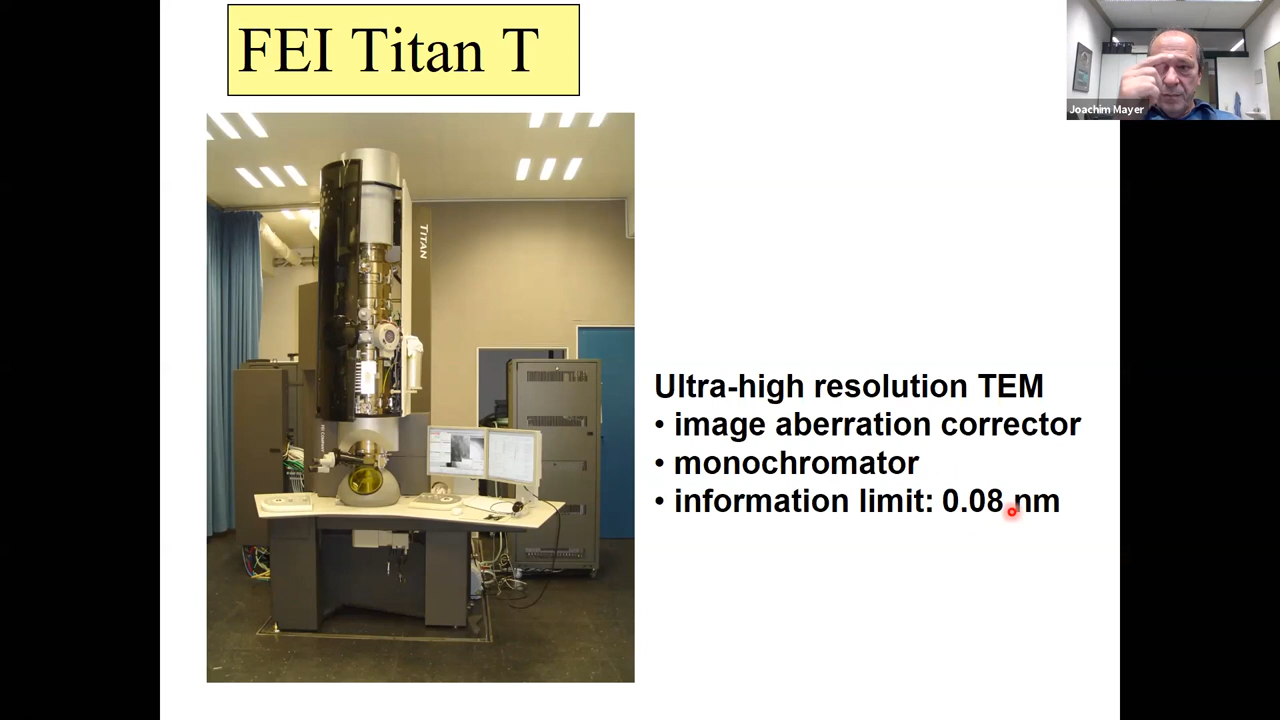 FEI Titan T
Joachim Mayer
TITAN
Ultra-high resolution TEM
• image aberration corrector
• monochromator
• information limit: 0.08 nm